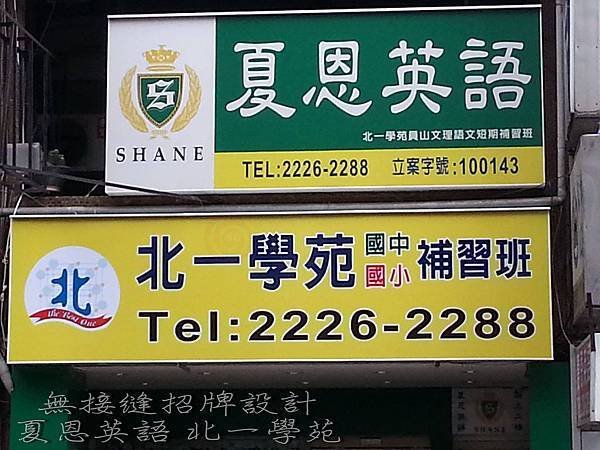 夏恩英語
S
SHANE
北一學苑員山文理語文短期補習班
TEL:2226-2288 立案字號:100143
北一學苑 國中 國小 補習班
北
The Best One
Tel:2226-2288
SHANE
無接縫招牌設計
夏恩英語 北一學苑